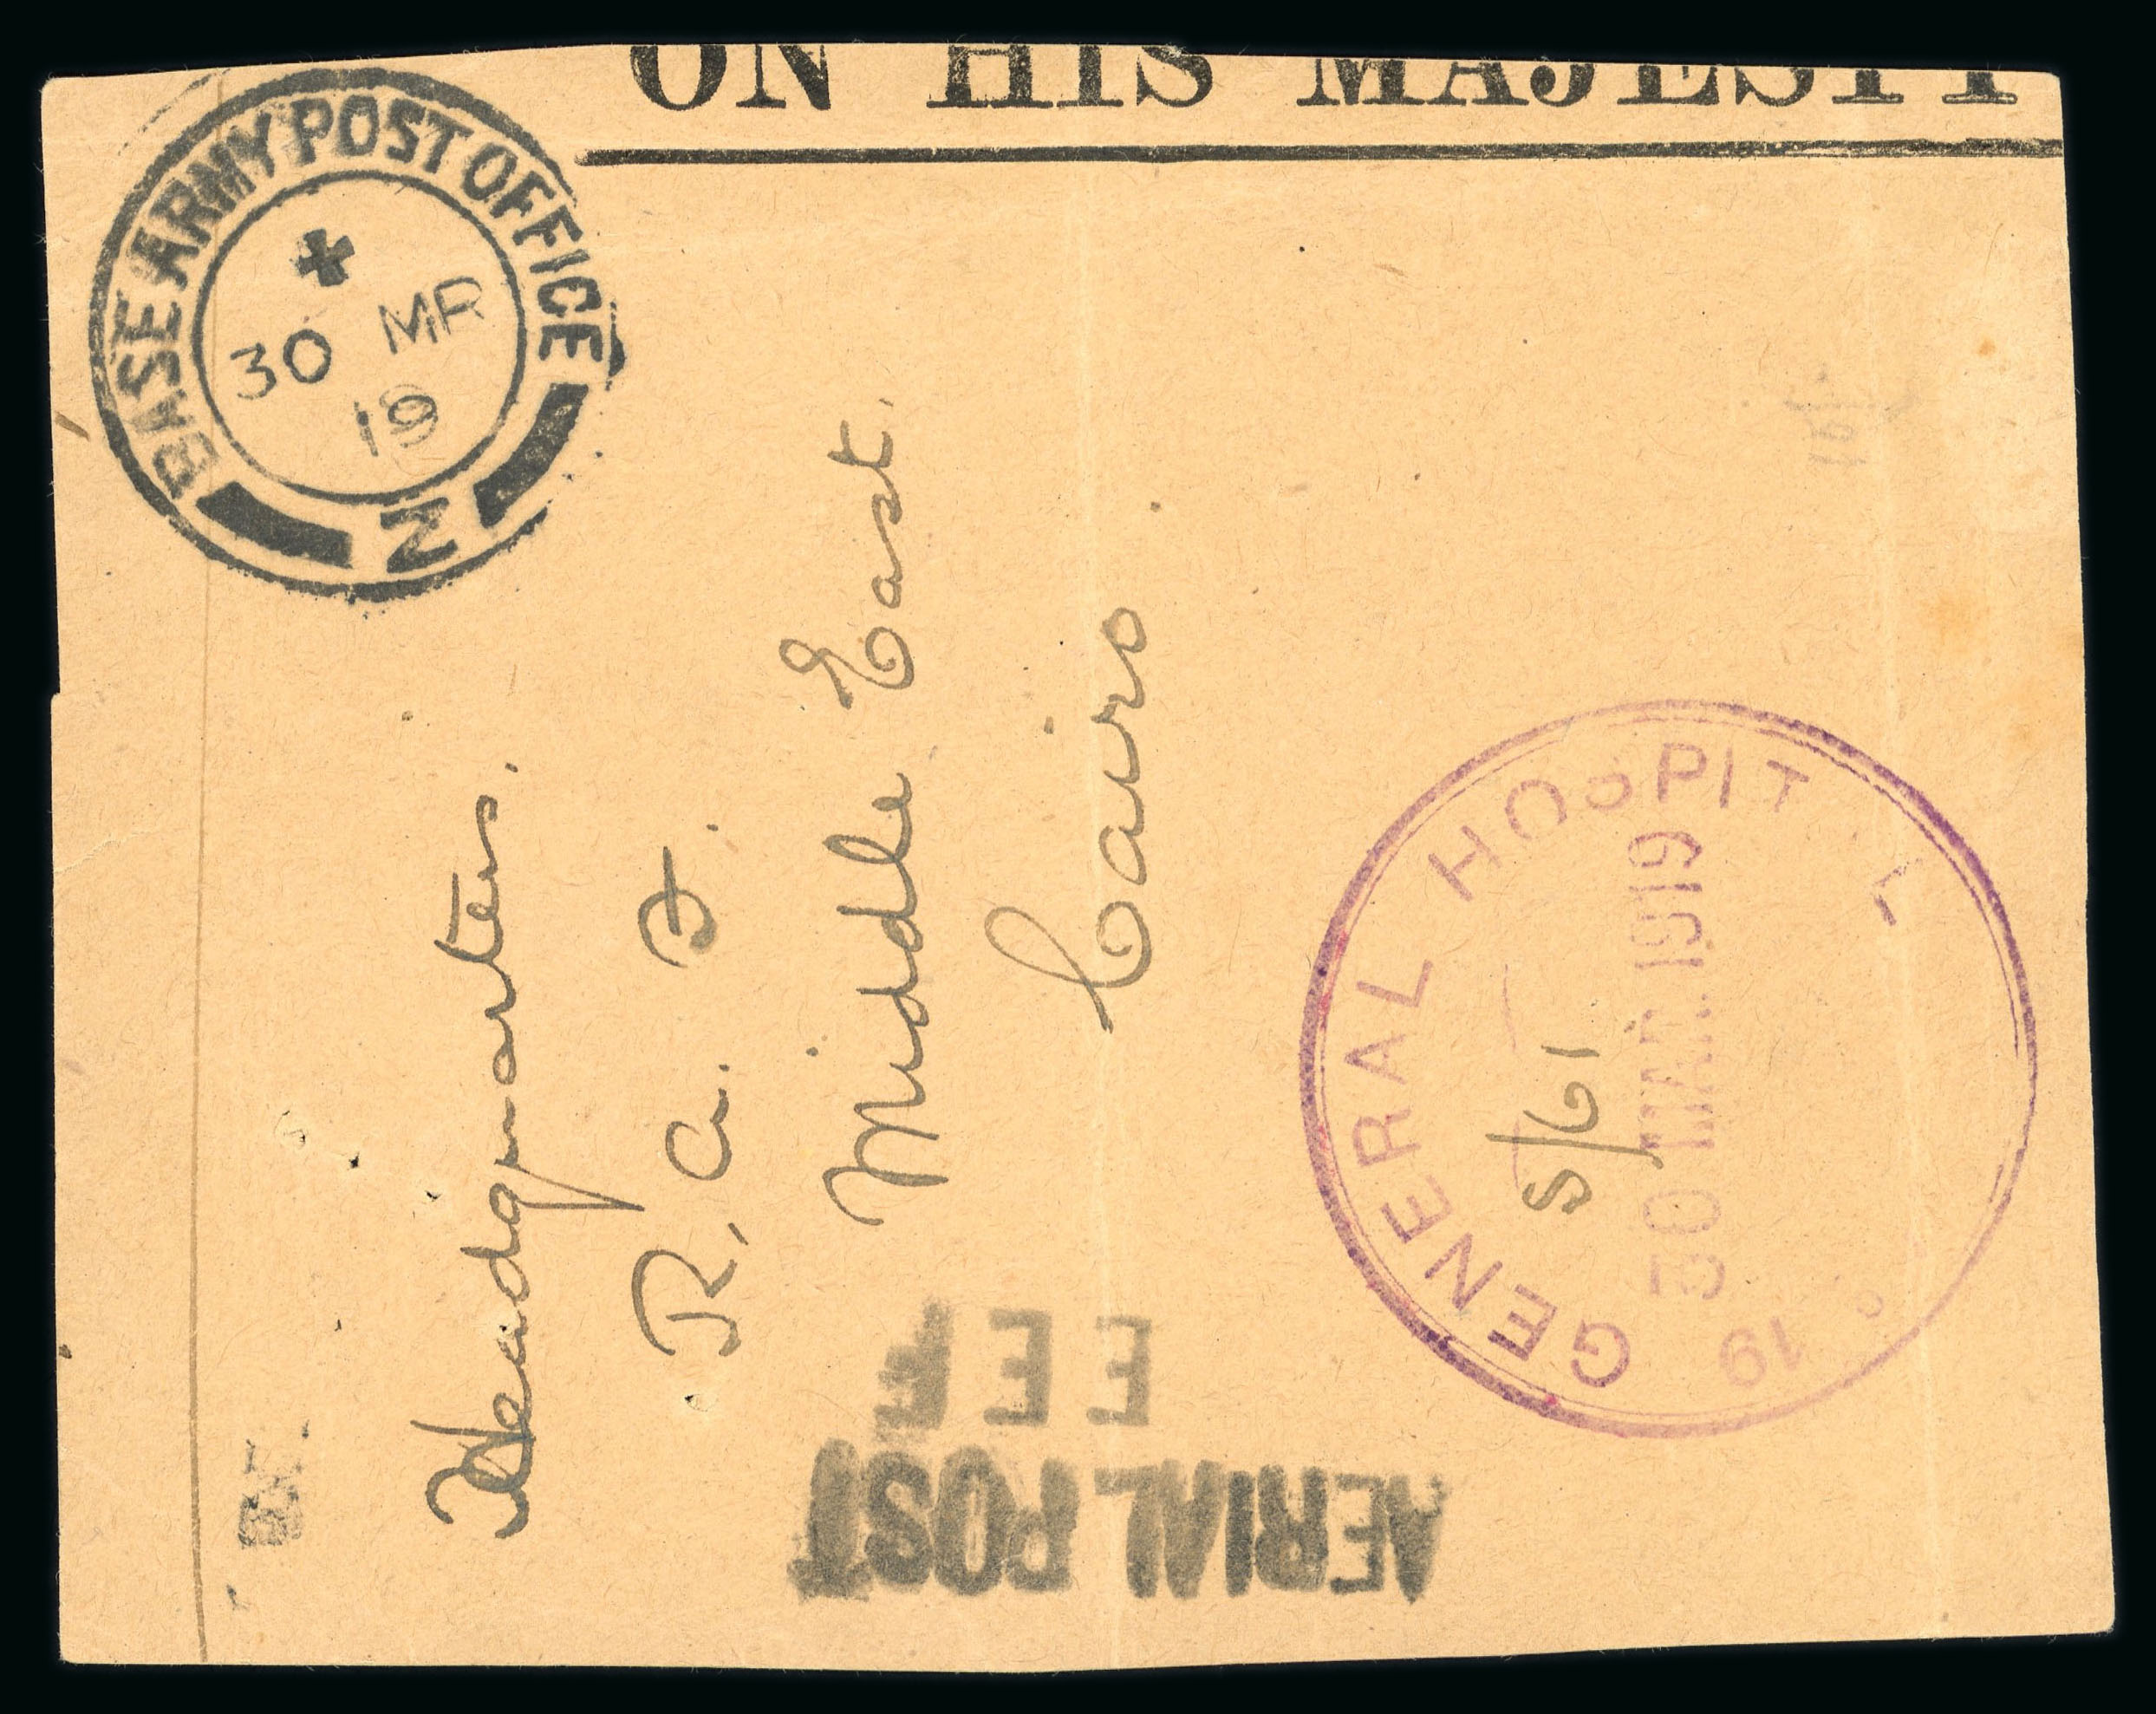 ON HIS MAJESTY
BASE ARMY POST OFFICE
30 MR
19
Z
Headquarters.
R. A. F.
Middle East.
Cairo.
AERIAL POST
E E F
GENERAL HOSPITAL
S/61
30 MAR. 1919
19